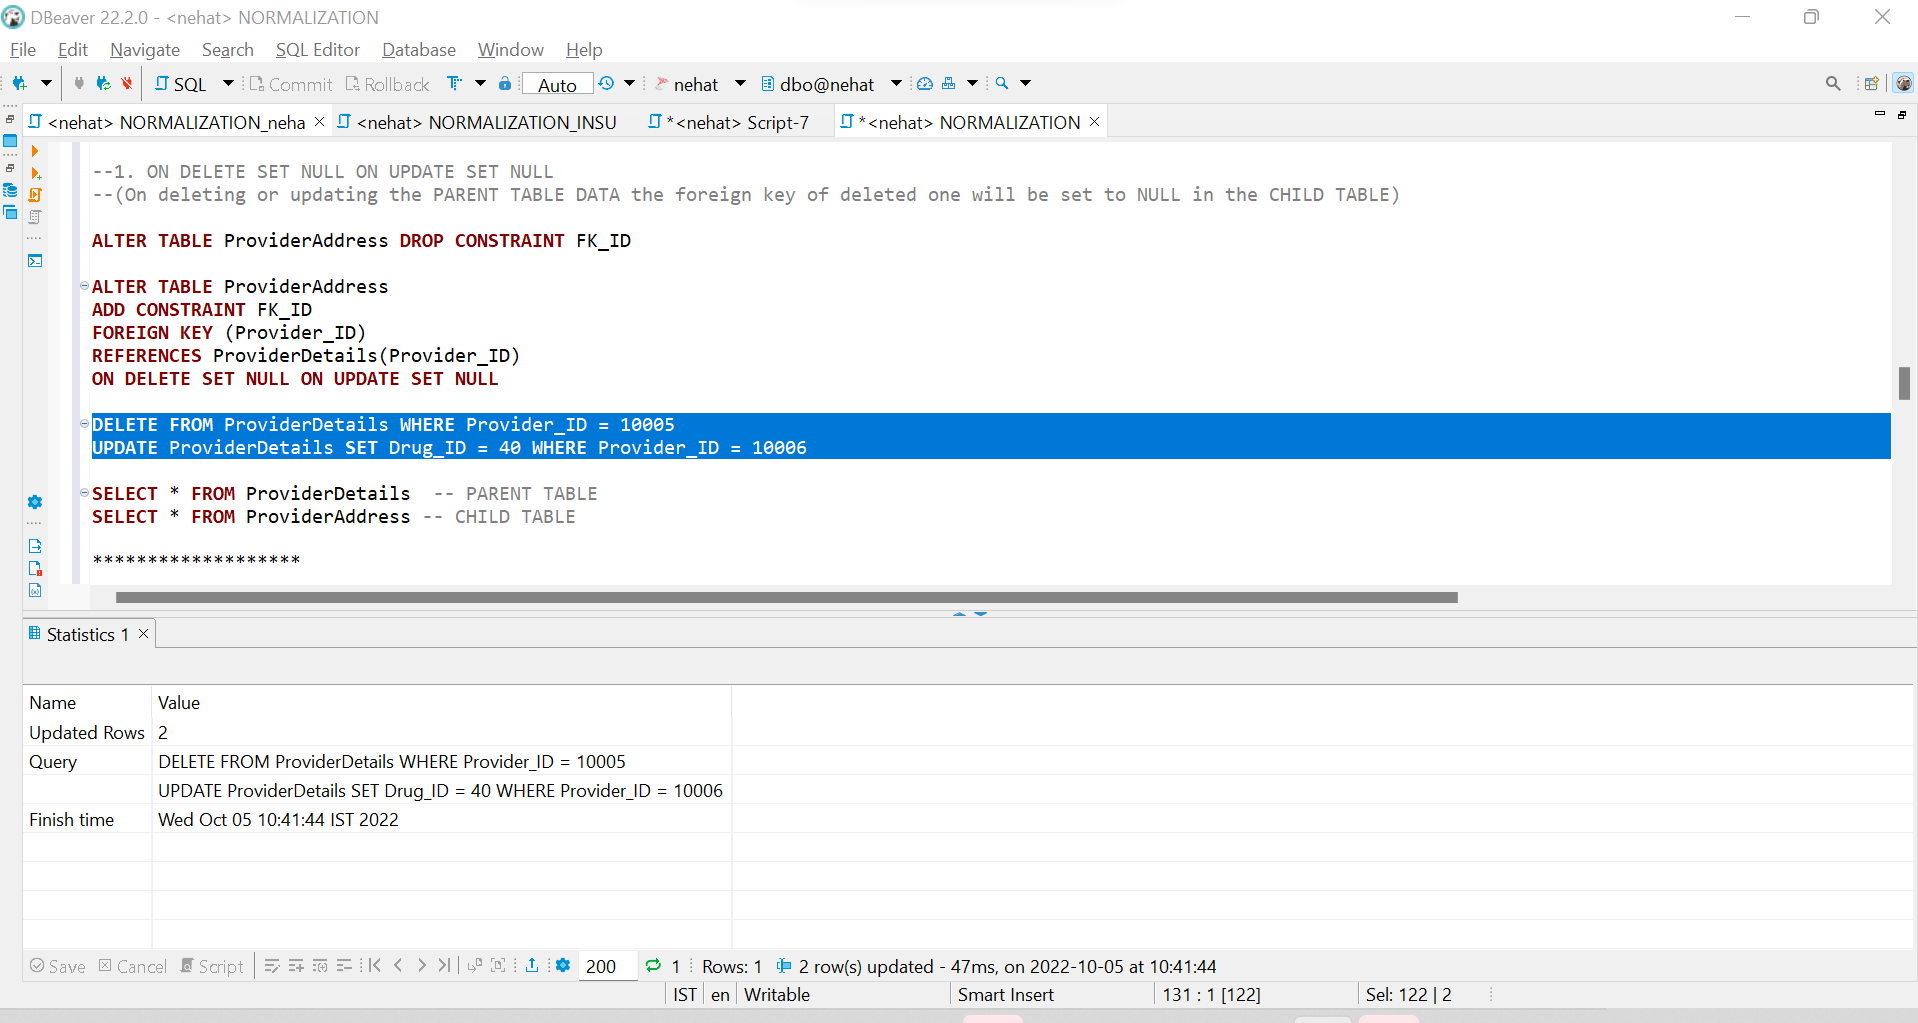 DBeaver 22.2.0 - <nehat> NORMALIZATION
File Edit Navigate Search SQL Editor Database Window Help
SQL Commit Rollback Auto nehat dbo@nehat
<nehat> NORMALIZATION_neha <nehat> NORMALIZATION_INSU *<nehat> Script-7 *<nehat> NORMALIZATION
--1. ON DELETE SET NULL ON UPDATE SET NULL
--(On deleting or updating the PARENT TABLE DATA the foreign key of deleted one will be set to NULL in the CHILD TABLE)
ALTER TABLE ProviderAddress DROP CONSTRAINT FK_ID
ALTER TABLE ProviderAddress
ADD CONSTRAINT FK_ID
FOREIGN KEY (Provider_ID)
REFERENCES ProviderDetails(Provider_ID)
ON DELETE SET NULL ON UPDATE SET NULL
DELETE FROM ProviderDetails WHERE Provider_ID = 10005
UPDATE ProviderDetails SET Drug_ID = 40 WHERE Provider_ID = 10006
SELECT * FROM ProviderDetails -- PARENT TABLE
SELECT * FROM ProviderAddress -- CHILD TABLE
*******************
Statistics 1
Name Value
Updated Rows 2
Query DELETE FROM ProviderDetails WHERE Provider_ID = 10005
UPDATE ProviderDetails SET Drug_ID = 40 WHERE Provider_ID = 10006
Finish time Wed Oct 05 10:41:44 IST 2022
Save Cancel Script 200 1 Rows: 1 2 row(s) updated - 47ms, on 2022-10-05 at 10:41:44
IST en Writable Smart Insert 131 : 1 [122] Sel: 122 | 2